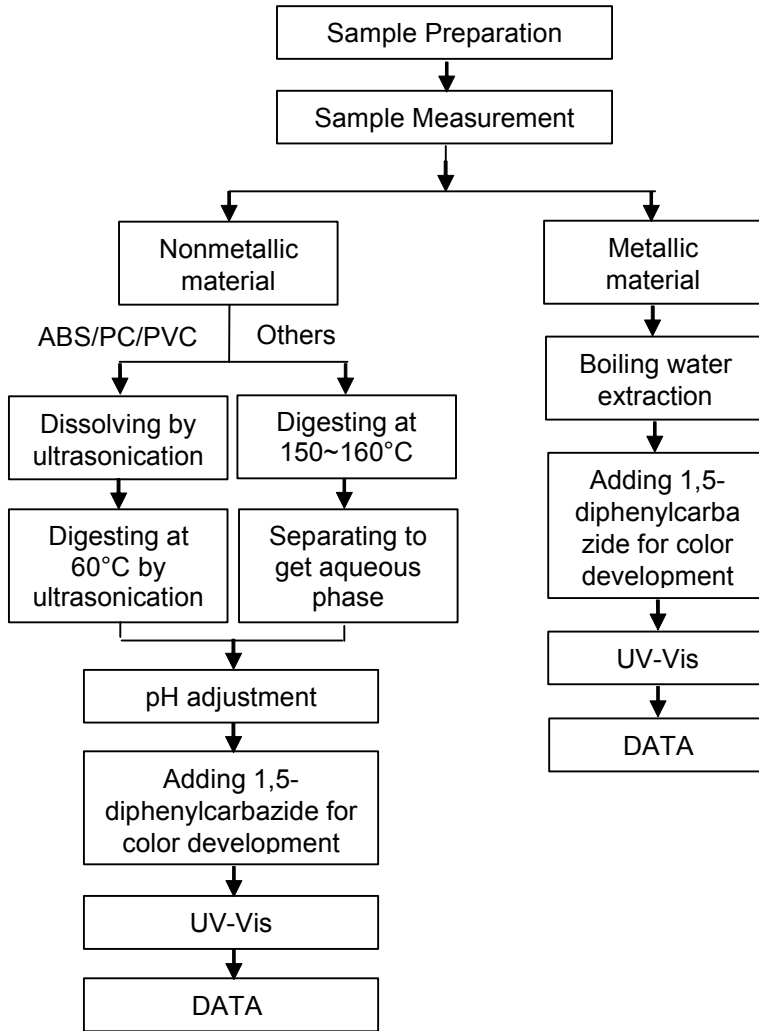 Sample Preparation
Sample Measurement
Nonmetallic
material
Metallic
material
ABS/PC/PVC
Others
Boiling water
extraction
Dissolving by
ultrasonication
Digesting at
150~160°C
Adding 1,5-
diphenylcarba
zide for color
development
Digesting at
60°C by
ultrasonication
Separating to
get aqueous
phase
UV-Vis
pH adjustment
DATA
Adding 1,5-
diphenylcarbazide for
color development
UV-Vis
DATA